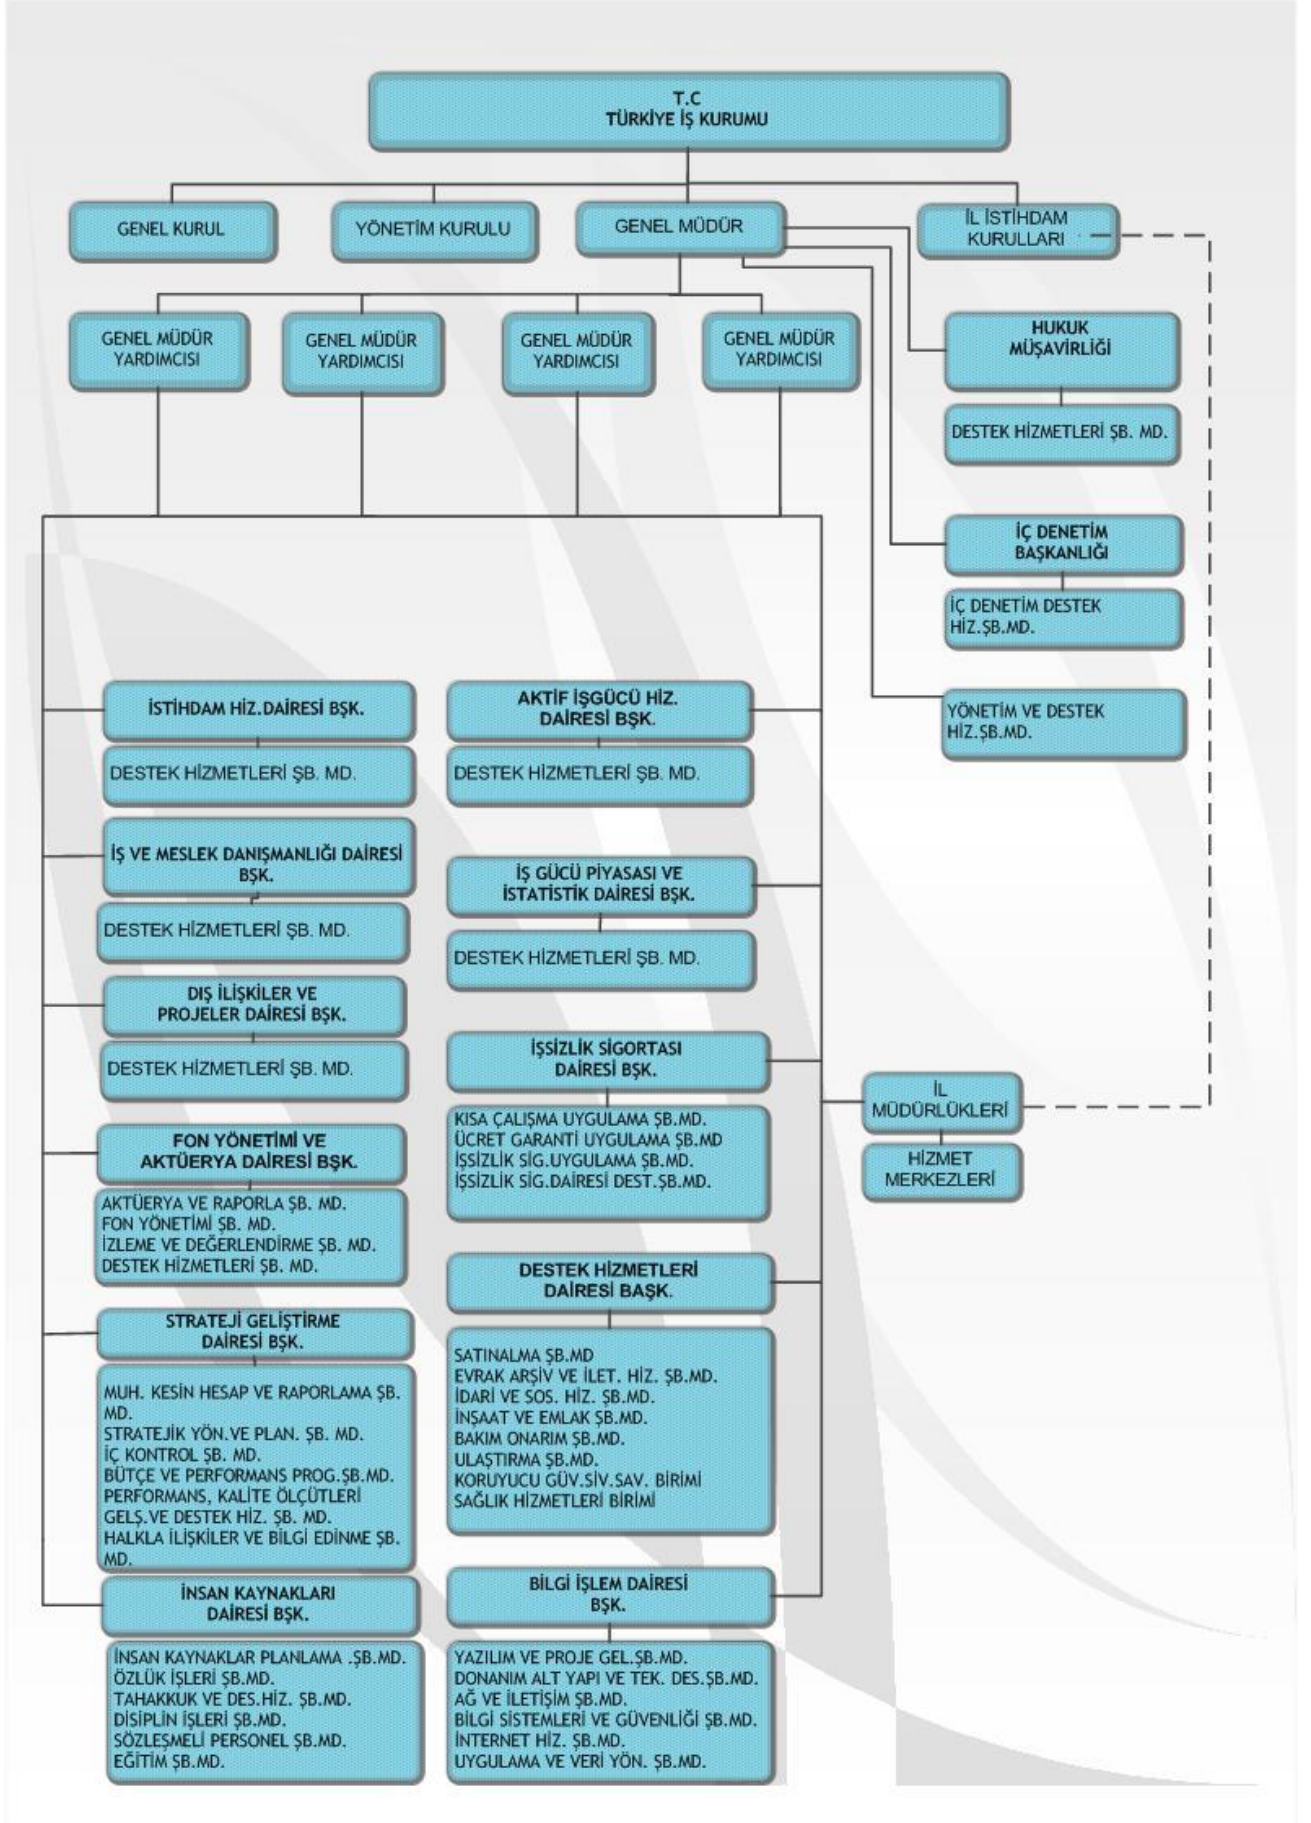 T.C
TÜRKİYE İŞ KURUMU
GENEL KURUL
YÖNETİM KURULU
GENEL MÜDÜR
İL İSTİHDAM
KURULLARI
GENEL MÜDÜR
YARDIMCISI
GENEL MÜDÜR
YARDIMCISI
GENEL MÜDÜR
YARDIMCISI
GENEL MÜDÜR
YARDIMCISI
HUKUK
MÜŞAVİRLİĞİ
DESTEK HİZMETLERİ ŞB. MD.
İÇ DENETİM
BAŞKANLIĞI
İÇ DENETİM DESTEK
HİZ.ŞB.MD.
YÖNETİM VE DESTEK
HİZ.ŞB.MD.
İSTİHDAM HİZ.DAİRESİ BŞK.
DESTEK HİZMETLERİ ŞB. MD.
İŞ VE MESLEK DANIŞMANLIĞI DAİRESİ
BŞK.
DESTEK HİZMETLERİ ŞB. MD.
DIŞ İLİŞKİLER VE
PROJELER DAİRESİ BŞK.
DESTEK HİZMETLERİ ŞB. MD.
FON YÖNETİMİ VE
AKTÜERYA DAİRESİ BŞK.
AKTÜERYA VE RAPORLA ŞB. MD.
FON YÖNETİMİ ŞB. MD.
İZLEME VE DEĞERLENDİRME ŞB. MD.
DESTEK HİZMETLERİ ŞB. MD.
STRATEJİ GELİŞTİRME
DAİRESİ BŞK.
MUH. KESİN HESAP VE RAPORLAMA ŞB.
MD.
STRATEJİK YÖN.VE PLAN. ŞB. MD.
İÇ KONTROL ŞB. MD.
BÜTÇE VE PERFORMANS PROG.ŞB.MD.
PERFORMANS, KALİTE ÖLÇÜTLERİ
GELŞ.VE DESTEK HİZ. ŞB. MD.
HALKLA İLİŞKİLER VE BİLGİ EDİNME ŞB.
MD.
İNSAN KAYNAKLARI
DAİRESİ BŞK.
İNSAN KAYNAKLAR PLANLAMA .ŞB.MD.
ÖZLÜK İŞLERİ ŞB.MD.
TAHAKKUK VE DES.HİZ. ŞB.MD.
DİSİPLİN İŞLERİ ŞB.MD.
SÖZLEŞMELİ PERSONEL ŞB.MD.
EĞİTİM ŞB.MD.
AKTİF İŞGÜCÜ HİZ.
DAİRESİ BŞK.
DESTEK HİZMETLERİ ŞB. MD.
İŞ GÜCÜ PİYASASI VE
İSTATİSTİK DAİRESİ BŞK.
DESTEK HİZMETLERİ ŞB. MD.
İŞSİZLİK SİGORTASI
DAİRESİ BŞK.
KISA ÇALIŞMA UYGULAMA ŞB.MD.
ÜCRET GARANTİ UYGULAMA ŞB.MD
İŞSİZLİK SİG.UYGULAMA ŞB.MD.
İŞSİZLİK SİG.DAİRESİ DEST.ŞB.MD.
DESTEK HİZMETLERİ
DAİRESİ BAŞK.
SATINALMA ŞB.MD
EVRAK ARŞİV VE İLET. HİZ. ŞB.MD.
İDARİ VE SOS. HİZ. ŞB.MD.
İNŞAAT VE EMLAK ŞB.MD.
BAKIM ONARIM ŞB.MD.
ULAŞTIRMA ŞB.MD.
KORUYUCU GÜV.SİV.SAV. BİRİMİ
SAĞLIK HİZMETLERİ BİRİMİ
BİLGİ İŞLEM DAİRESİ
BŞK.
YAZILIM VE PROJE GEL.ŞB.MD.
DONANIM ALT YAPI VE TEK. DES.ŞB.MD.
AĞ VE İLETİŞİM ŞB.MD.
BİLGİ SİSTEMLERİ VE GÜVENLİĞİ ŞB.MD.
İNTERNET HİZ. ŞB.MD.
UYGULAMA VE VERİ YÖN. ŞB.MD.
İL
MÜDÜRLÜKLERİ
HİZMET
MERKEZLERİ